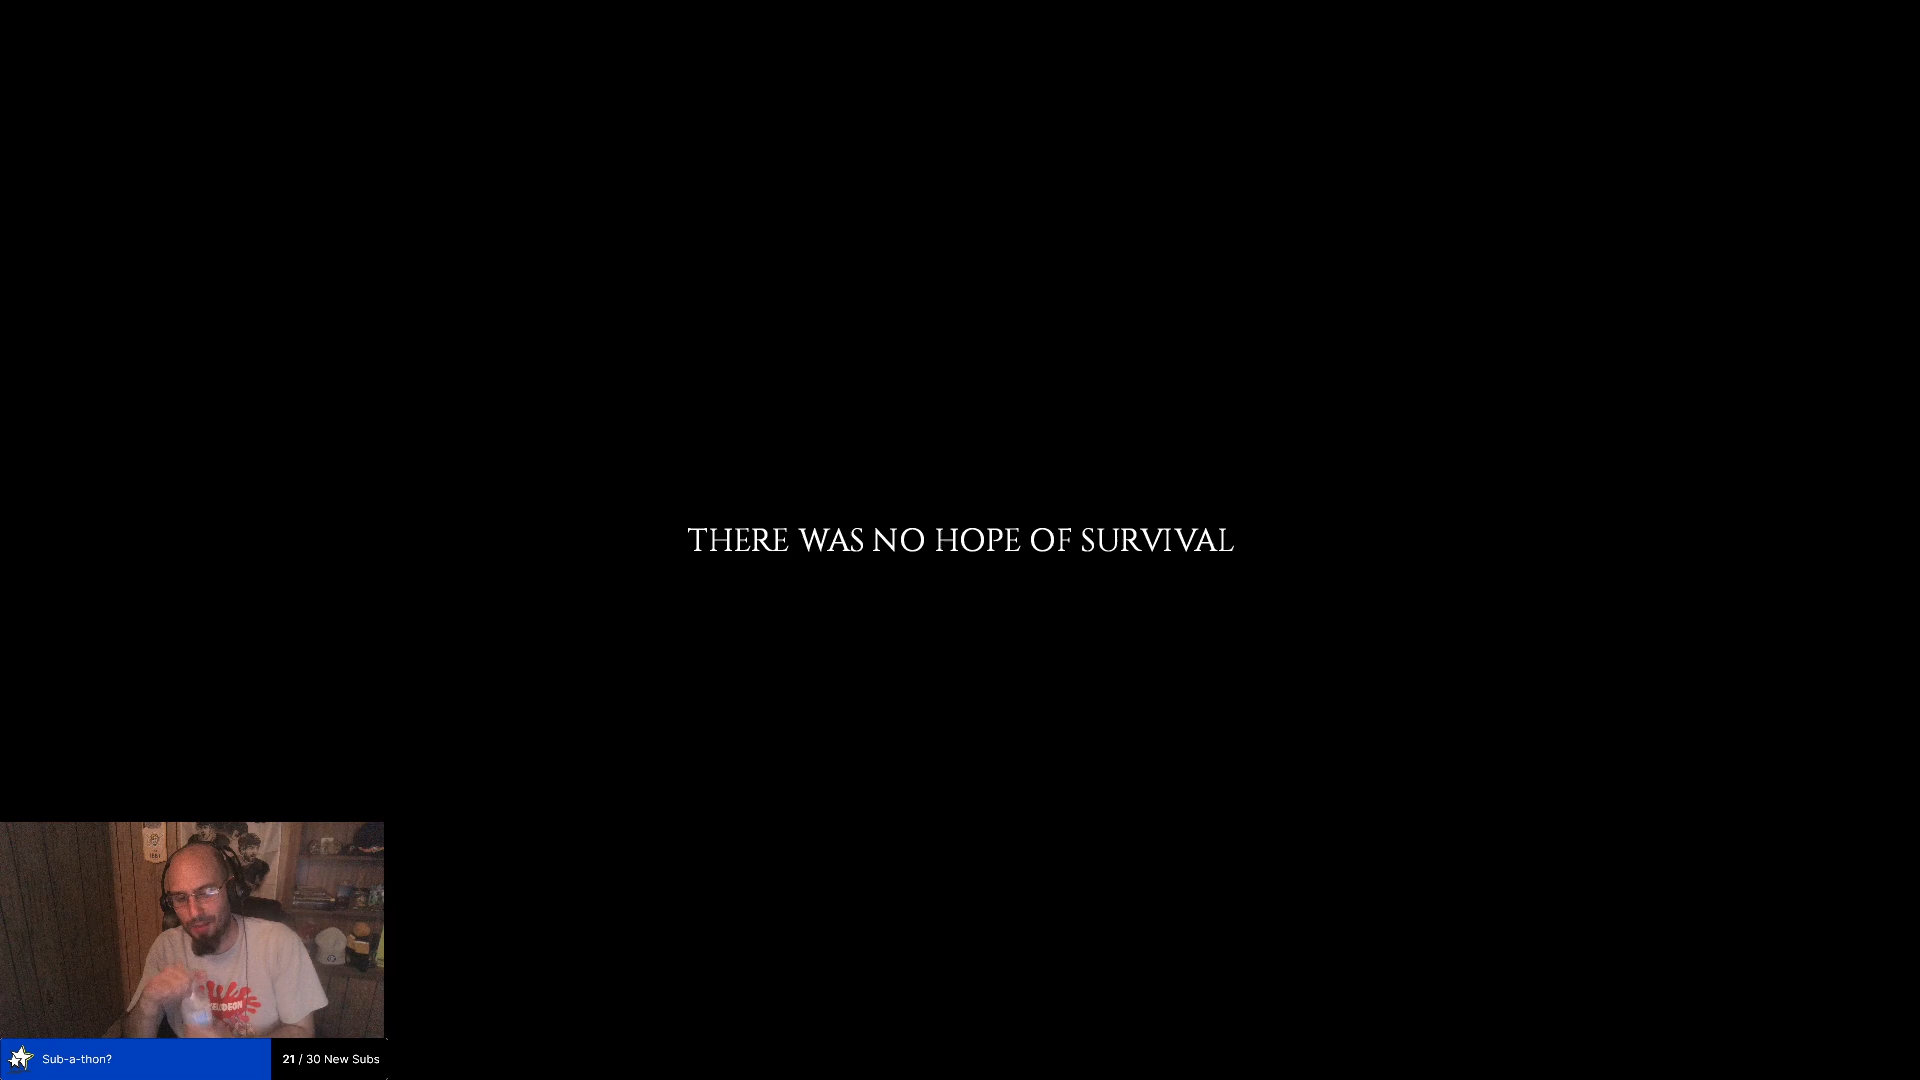 THERE WAS NO HOPE OF SURVIVAL
Sub-a-thon?
21 / 30 New Subs